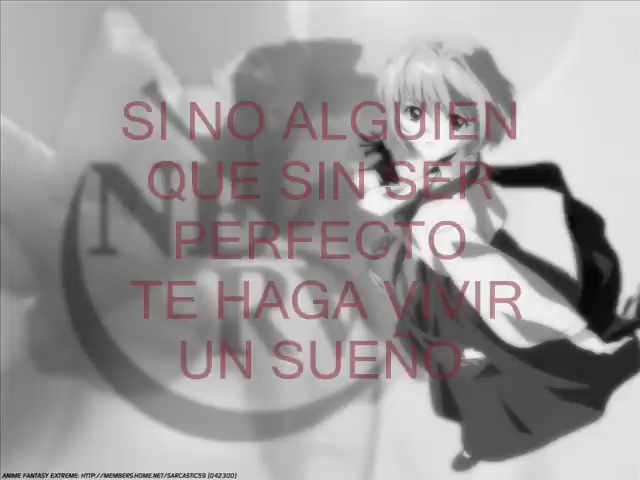 SI NO ALGUIEN
QUE SIN SER
PERFECTO
TE HAGA VIVIR
UN SUEÑO
ANIME FANTASY EXTREME: HTTP://MEMBERS.HOME.NET/SARCASTIC59 [042300]